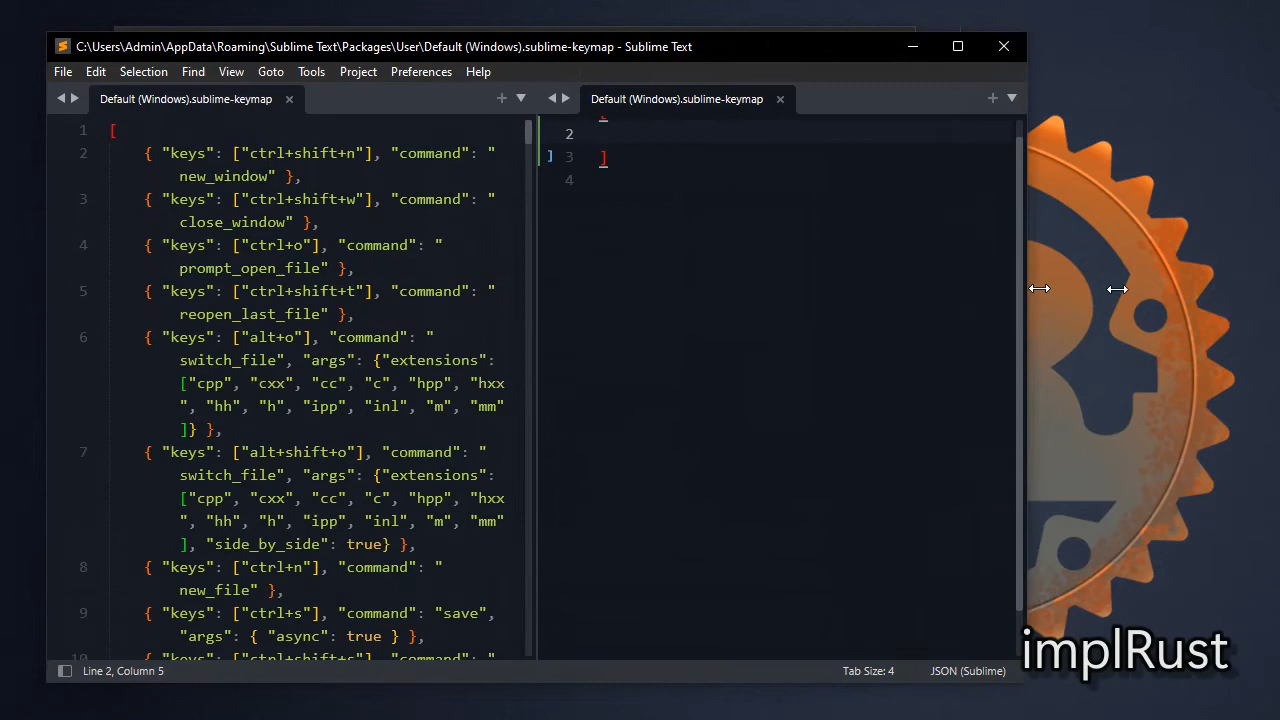 C:\Users\Admin\AppData\Roaming\Sublime Text\Packages\User\Default (Windows).sublime-keymap - Sublime Text
File Edit Selection Find View Goto Tools Project Preferences Help
Default (Windows).sublime-keymap
Default (Windows).sublime-keymap
1 [
2 { "keys": ["ctrl+shift+n"], "command": "
new_window" },
3 { "keys": ["ctrl+shift+w"], "command": "
close_window" },
4 { "keys": ["ctrl+o"], "command": "
prompt_open_file" },
5 { "keys": ["ctrl+shift+t"], "command": "
reopen_last_file" },
6 { "keys": ["alt+o"], "command": "
switch_file", "args": {"extensions":
["cpp", "cxx", "cc", "c", "hpp", "hxx
", "hh", "h", "ipp", "inl", "m", "mm"
]} },
7 { "keys": ["alt+shift+o"], "command": "
switch_file", "args": {"extensions":
["cpp", "cxx", "cc", "c", "hpp", "hxx
", "hh", "h", "ipp", "inl", "m", "mm"
], "side_by_side": true} },
8 { "keys": ["ctrl+n"], "command": "
new_file" },
9 { "keys": ["ctrl+s"], "command": "save",
"args": { "async": true } },
10 { "keys": ["ctrl+shift+s"], "command": "
2
3 ]
4
Line 2, Column 5
Tab Size: 4
JSON (Sublime)
implRust